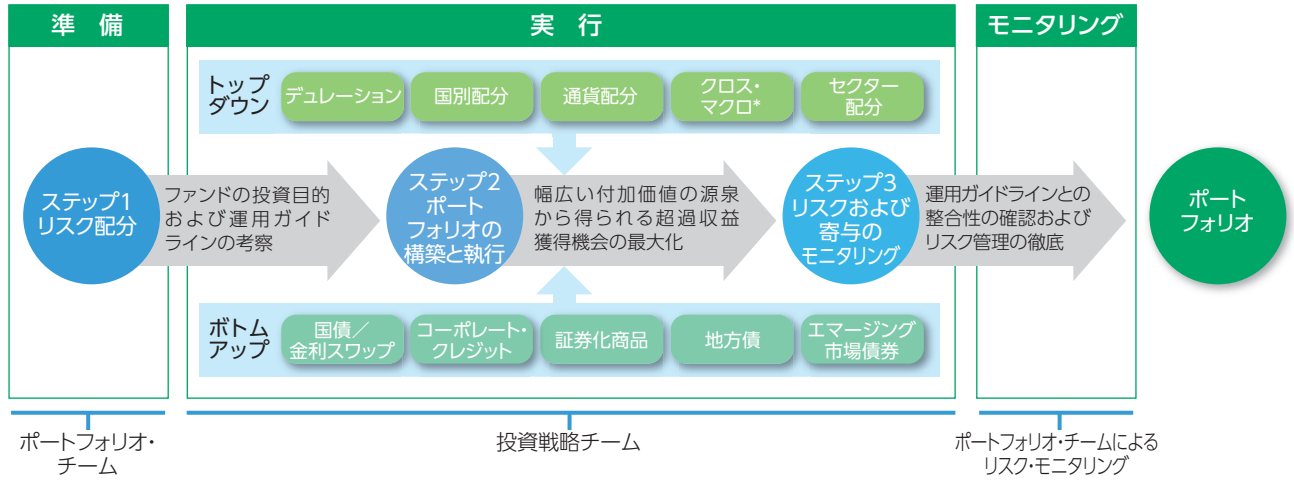 準 備
実 行
モニタリング
トップ
ダウン
デュレーション
国別配分
通貨配分
クロス・
マクロ*
セクター
配分
ステップ1
リスク配分
ファンドの投資目的
および運用ガイド
ラインの考察
ステップ2
ポート
フォリオの
構築と執行
幅広い付加価値の源泉
から得られる超過収益
獲得機会の最大化
ステップ3
リスクおよび
寄与の
モニタリング
運用ガイドラインとの
整合性の確認および
リスク管理の徹底
ポート
フォリオ
ボトム
アップ
国債／
金利スワップ
コーポレート・
クレジット
証券化商品
地方債
エマージング
市場債券
ポートフォリオ・
チーム
投資戦略チーム
ポートフォリオ・チームによる
リスク・モニタリング